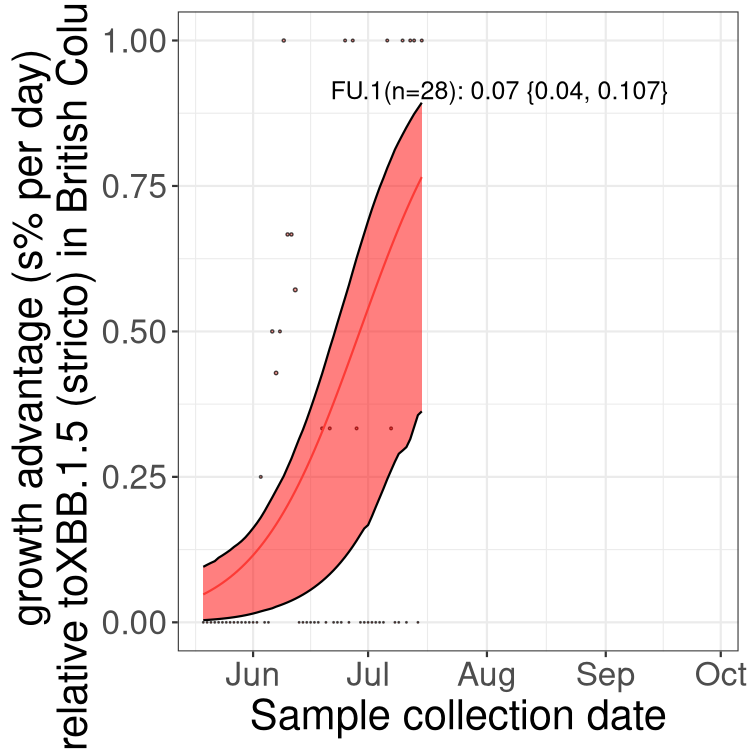 growth advantage (s% per day)
relative toXBB.1.5 (stricto) in British Colu
1.00
0.75
0.50
0.25
0.00
FU.1(n=28): 0.07 {0.04, 0.107}
Jun Jul Aug Sep Oct
Sample collection date